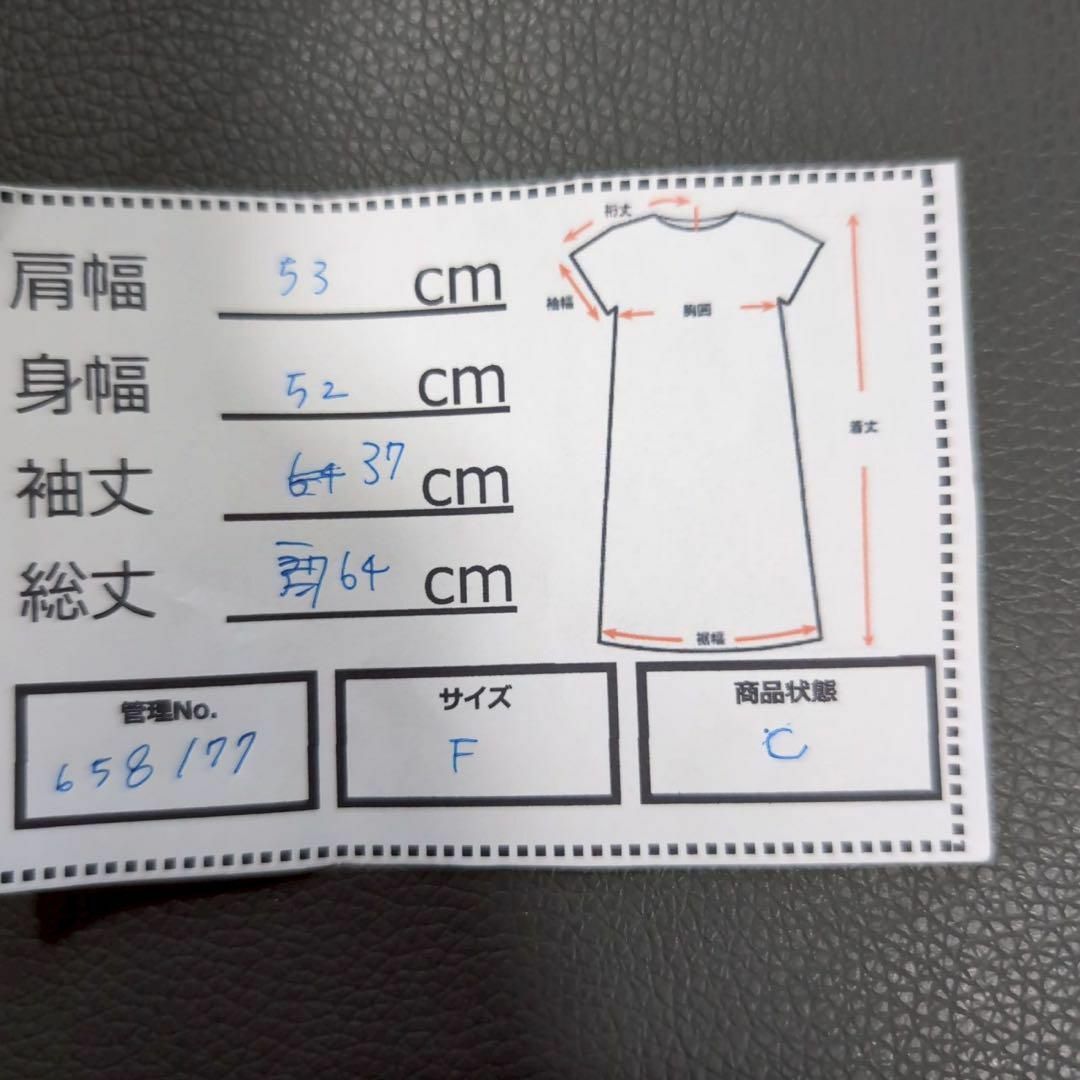 肩幅 53 cm
身幅 52 cm
袖丈 37 cm
総丈 64 cm
裄丈
袖幅
胸囲
着丈
裾幅
管理No.
658177
サイズ
F
商品状態
C